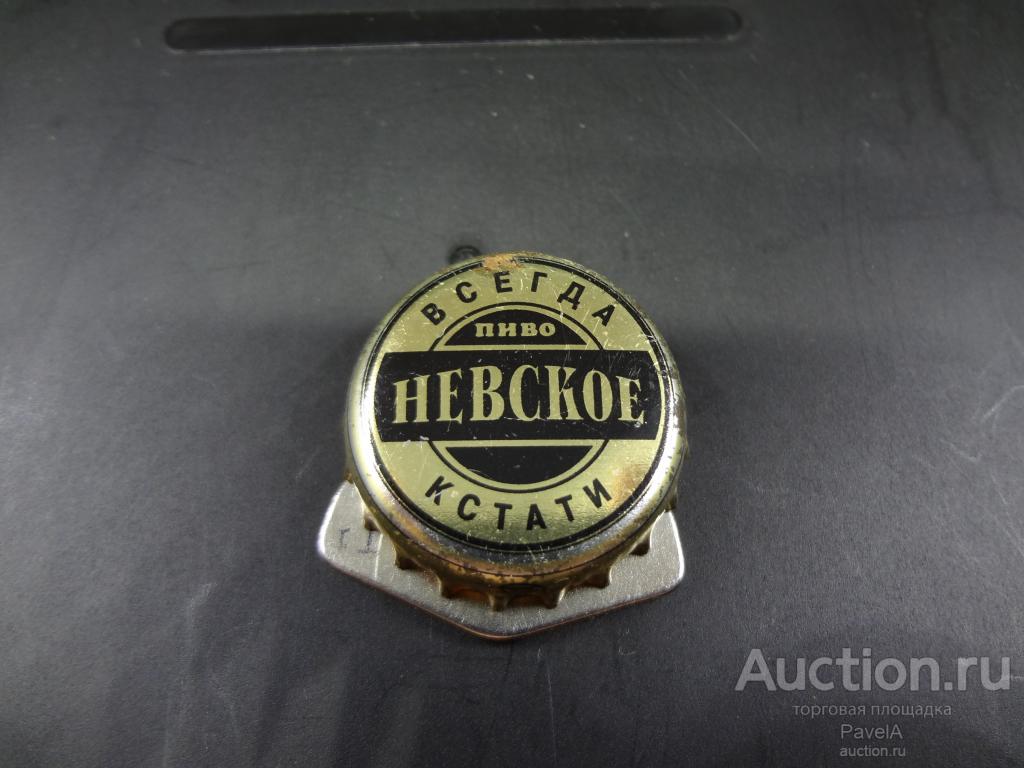 ВСЕГДА
ПИВО
НЕВСКОЕ
КСТАТИ
Auction.ru
торговая площадка
PavelA
auction.ru